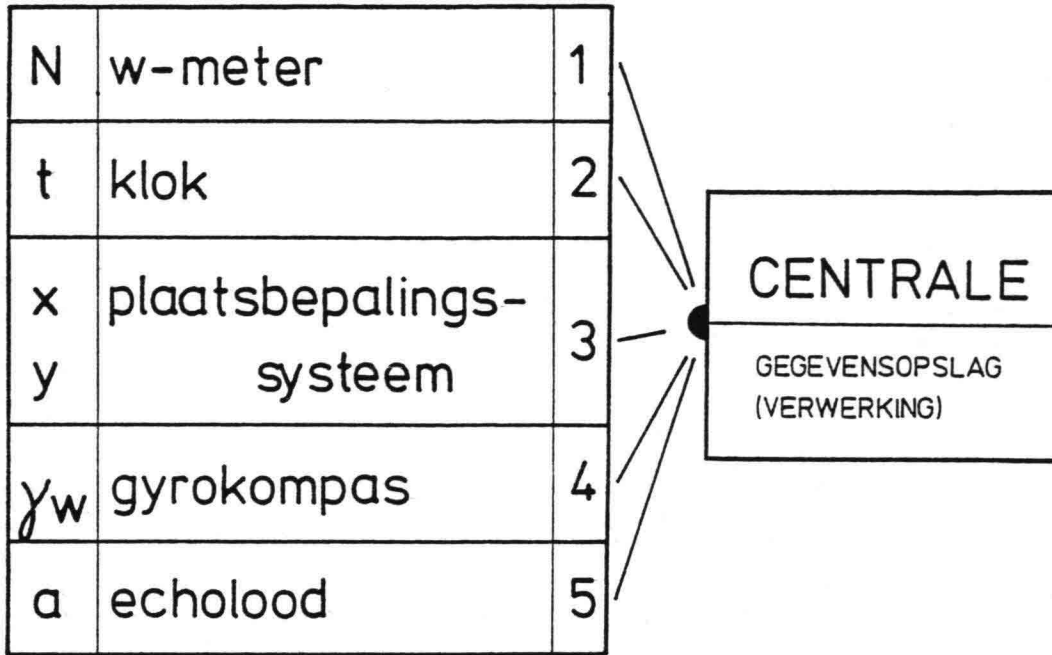 N w-meter 1
t klok 2
x plaatsbepalings-
y systeem 3
γw gyrokompas 4
a echolood 5
CENTRALE
GEGEVENSOPSLAG
(VERWERKING)